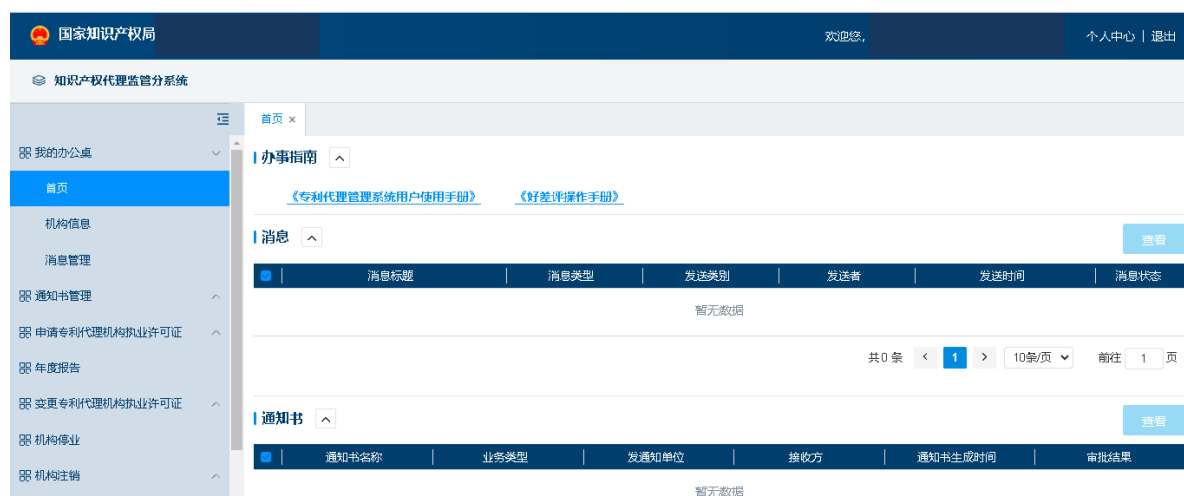 国家知识产权局
欢迎您,
个人中心 | 退出
知识产权代理监管分系统
首页 ×
我的办公桌
首页
机构信息
消息管理
通知书管理
申请专利代理机构执业许可证
年度报告
变更专利代理机构执业许可证
机构停业
机构注销
办事指南
《专利代理管理系统用户使用手册》 《好差评操作手册》
消息
查看
消息标题 消息类型 发送类别 发送者 发送时间 消息状态
暂无数据
共 0 条 < 1 > 10条/页 前往 1 页
通知书
查看
通知书名称 业务类型 发通知单位 接收方 通知书生成时间 审批结果
暂无数据